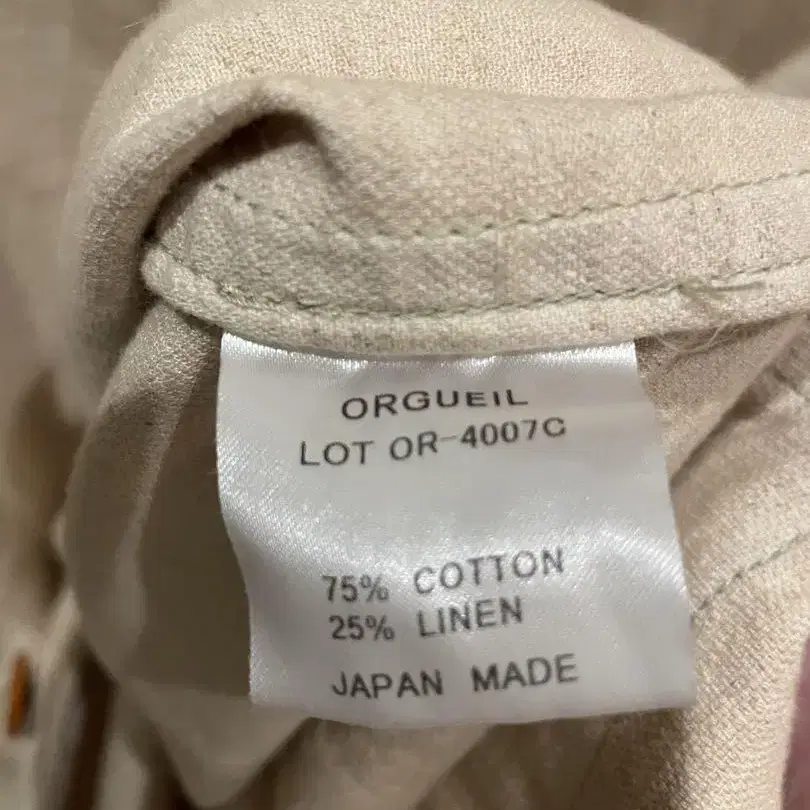 ORGUEIL
LOT OR-4007C
75% COTTON
25% LINEN
JAPAN MADE